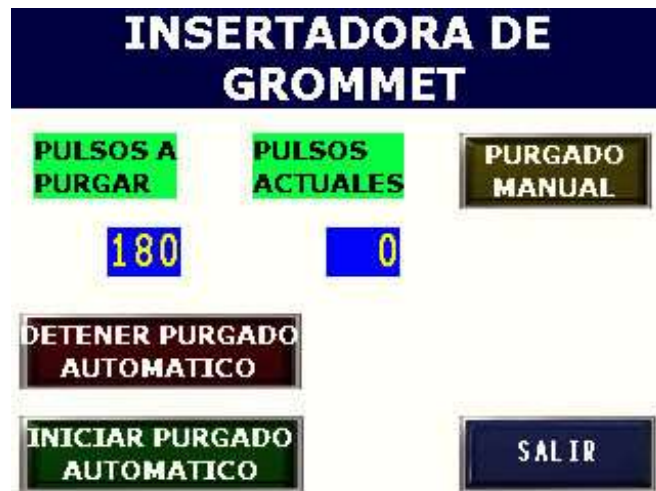 INSERTADORA DE
GROMMET
PULSOS A
PURGAR
PULSOS
ACTUALES
PURGADO
MANUAL
180
0
DETENER PURGADO
AUTOMATICO
INICIAR PURGADO
AUTOMATICO
SALIR